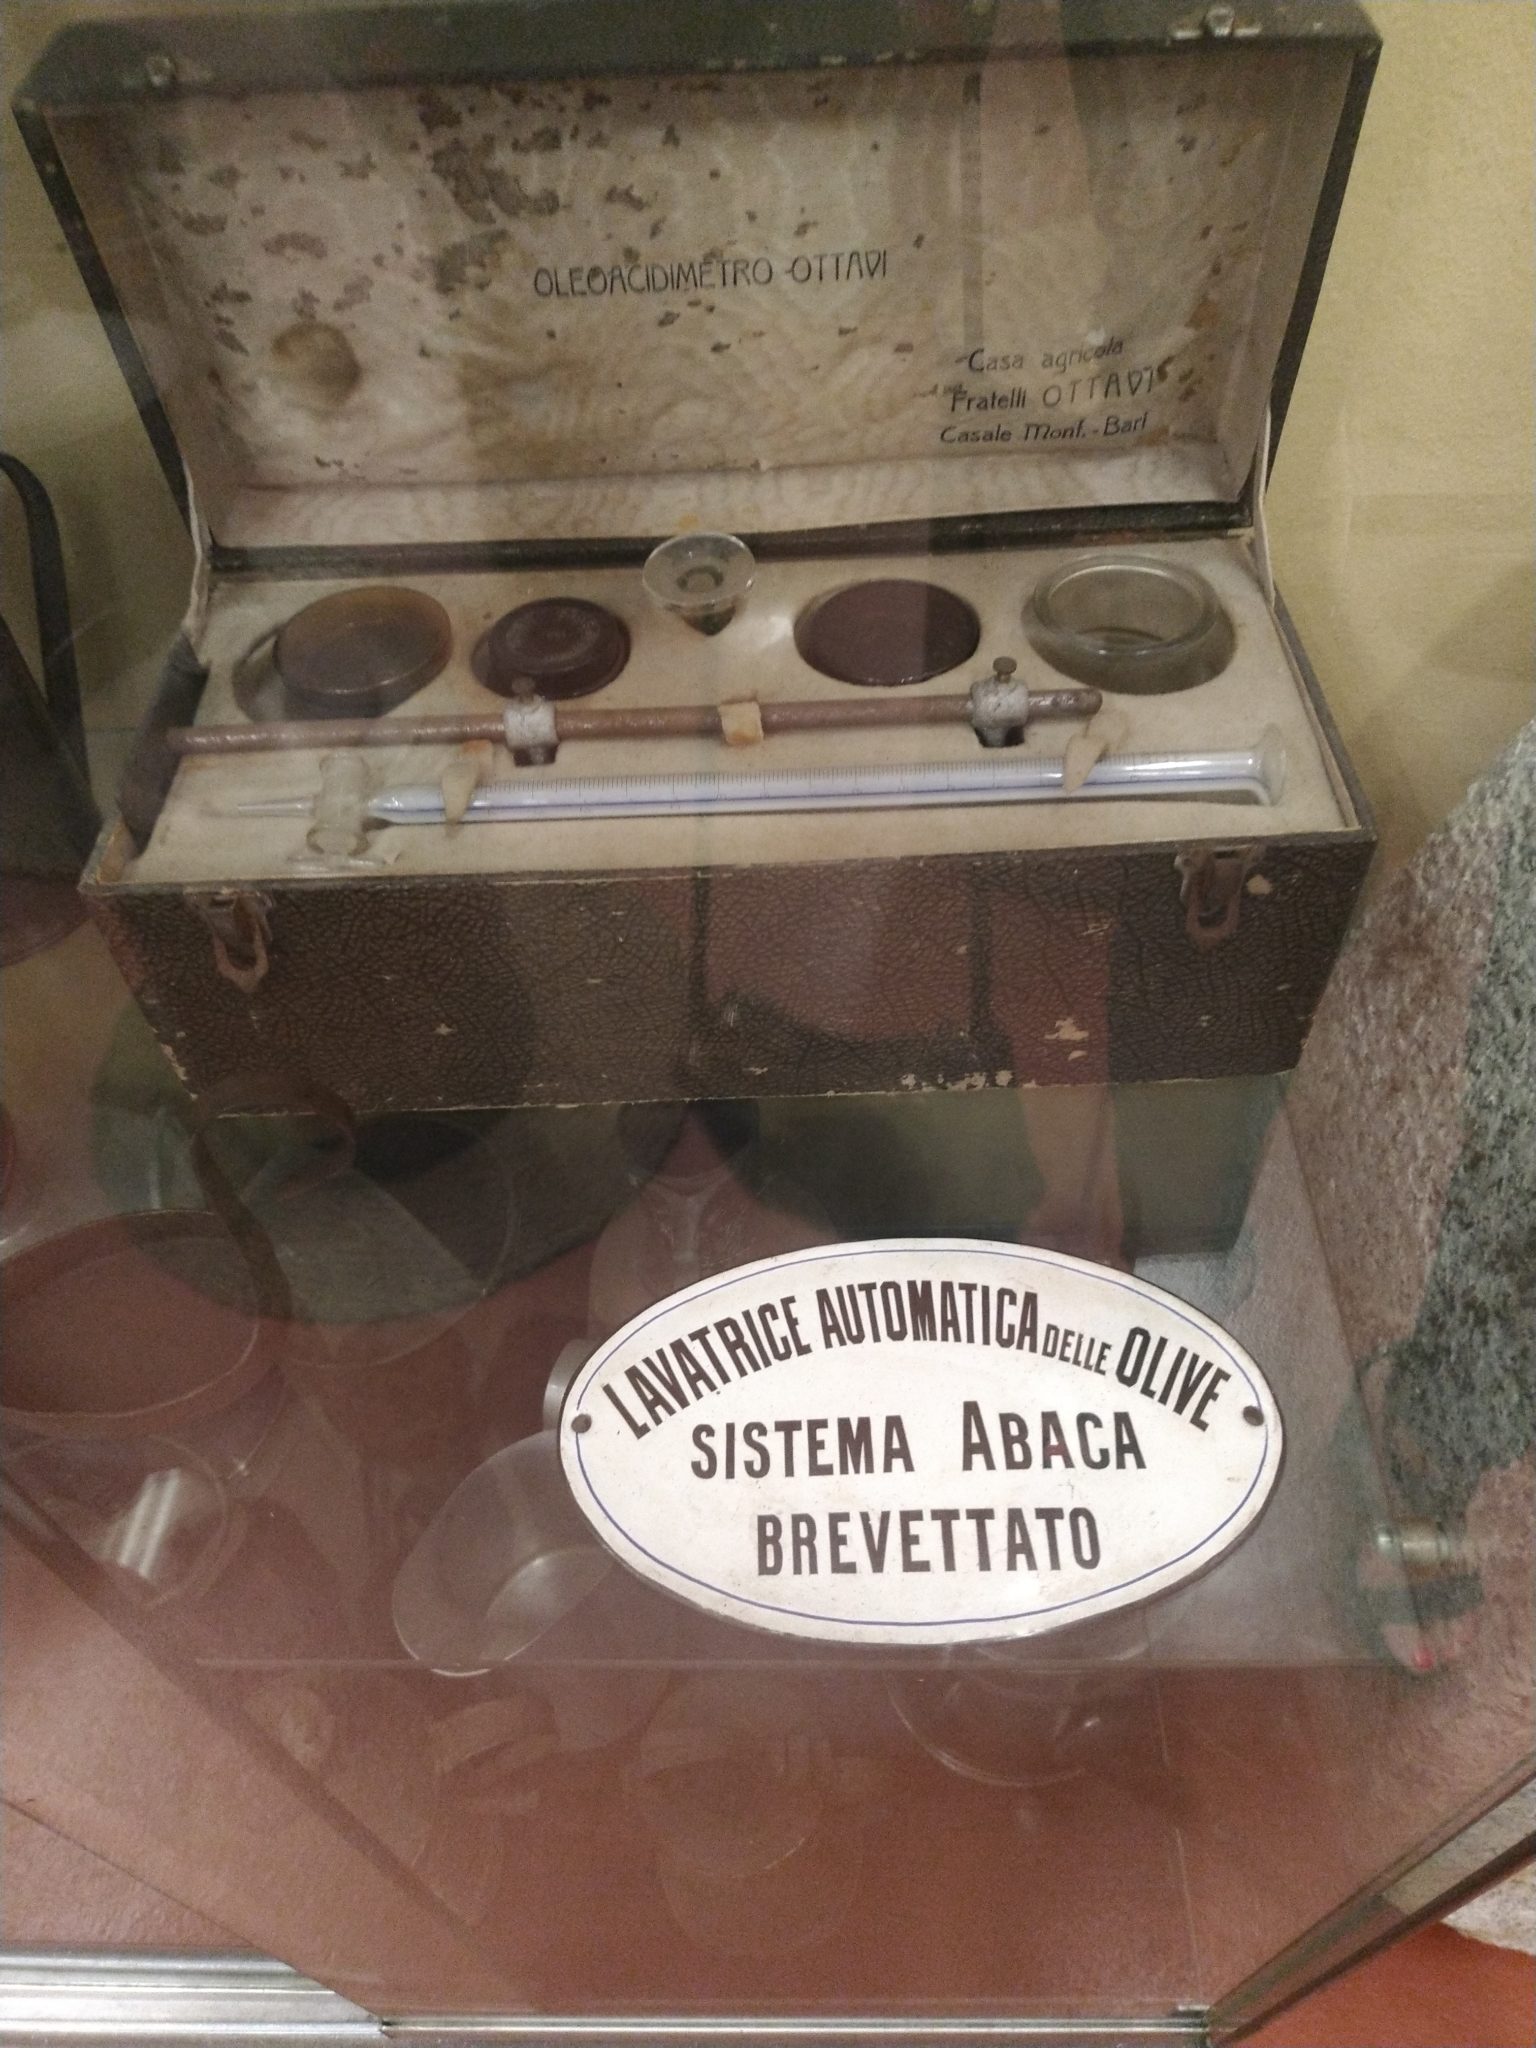 OLEOACIDIMETRO OTTAVI
Casa agricola
Fratelli OTTAVI
Casale Monf. - Bari
LAVATRICE AUTOMATICA DELLE OLIVE
SISTEMA ABACA
BREVETTATO